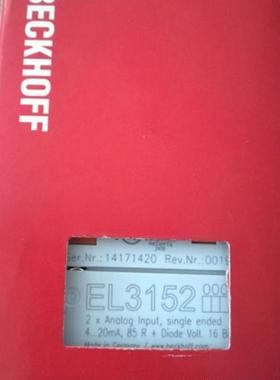 BECKHOFF
Ser.Nr.: 14171420 Rev.Nr.: 001
EL3152
2 x Analog Input, single ended
4...20mA, 85 R + Diode Volt. 16 B
Made in Germany / www.beckhoff.com